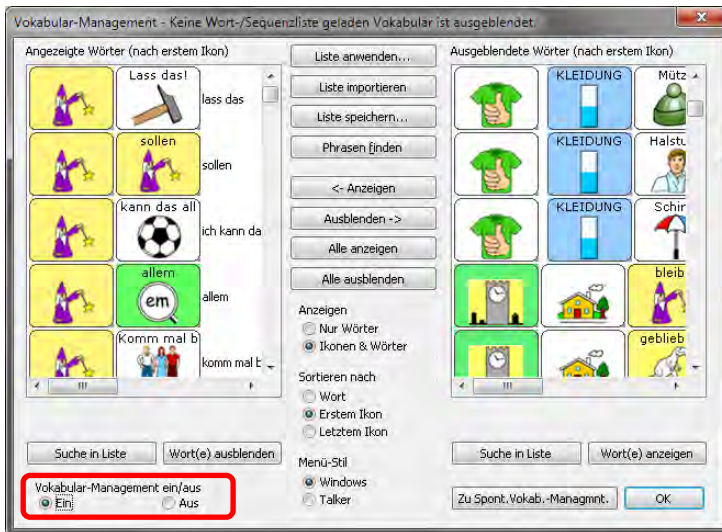 Vokabular-Management - Keine Wort-/Sequenzliste geladen Vokabular ist ausgeblendet.
Angezeigte Wörter (nach erstem Ikon)
Lass das!
lass das
sollen
sollen
kann das all
ich kann da
allem
em
allem
Komm mal b
komm mal b
Suche in Liste
Wort(e) ausblenden
Vokabular-Management ein/aus
Ein
Aus
Liste anwenden...
Liste importieren
Liste speichern...
Phrasen finden
<- Anzeigen
Ausblenden ->
Alle anzeigen
Alle ausblenden
Anzeigen
Nur Wörter
Ikonen & Wörter
Sortieren nach
Wort
Erstem Ikon
Letztem Ikon
Menü-Stil
Windows
Talker
Ausgeblendete Wörter (nach erstem Ikon)
KLEIDUNG
Mütz
KLEIDUNG
Halstu
KLEIDUNG
Schir
bleib
geblieb
Suche in Liste
Wort(e) anzeigen
Zu Spont.Vokab.-Managmnt.
OK